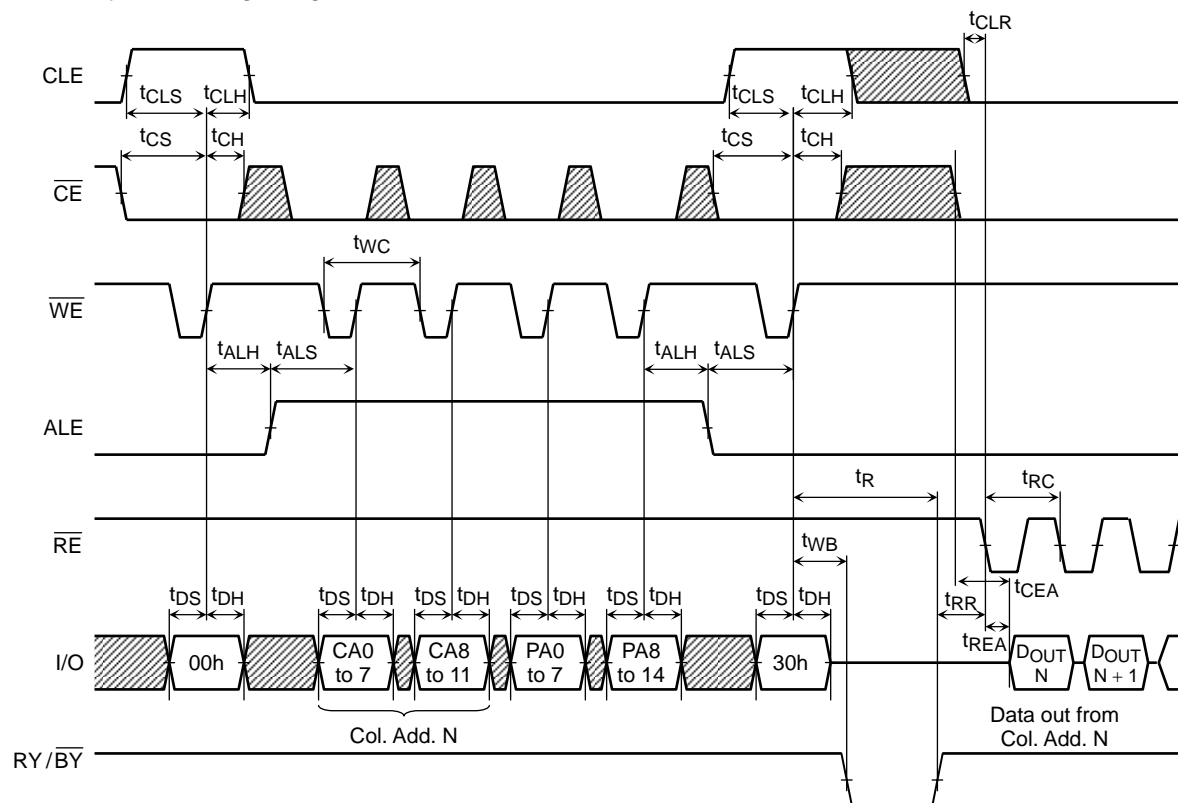 tCLR
CLE
tCLS tCLH tCLS tCLH
tCS tCH tCS tCH
CE
tWC
WE
tALH tALS tALH tALS
ALE
tR tRC
RE
tWB
tCEA
tDS tDH tDS tDH tDS tDH tDS tDH tDS tDH tDS tDH tRR
tREA
I/O 00h CA0 to 7 CA8 to 11 PA0 to 7 PA8 to 14 30h DOUT N DOUT N + 1
Col. Add. N
Data out from
Col. Add. N
RY/BY